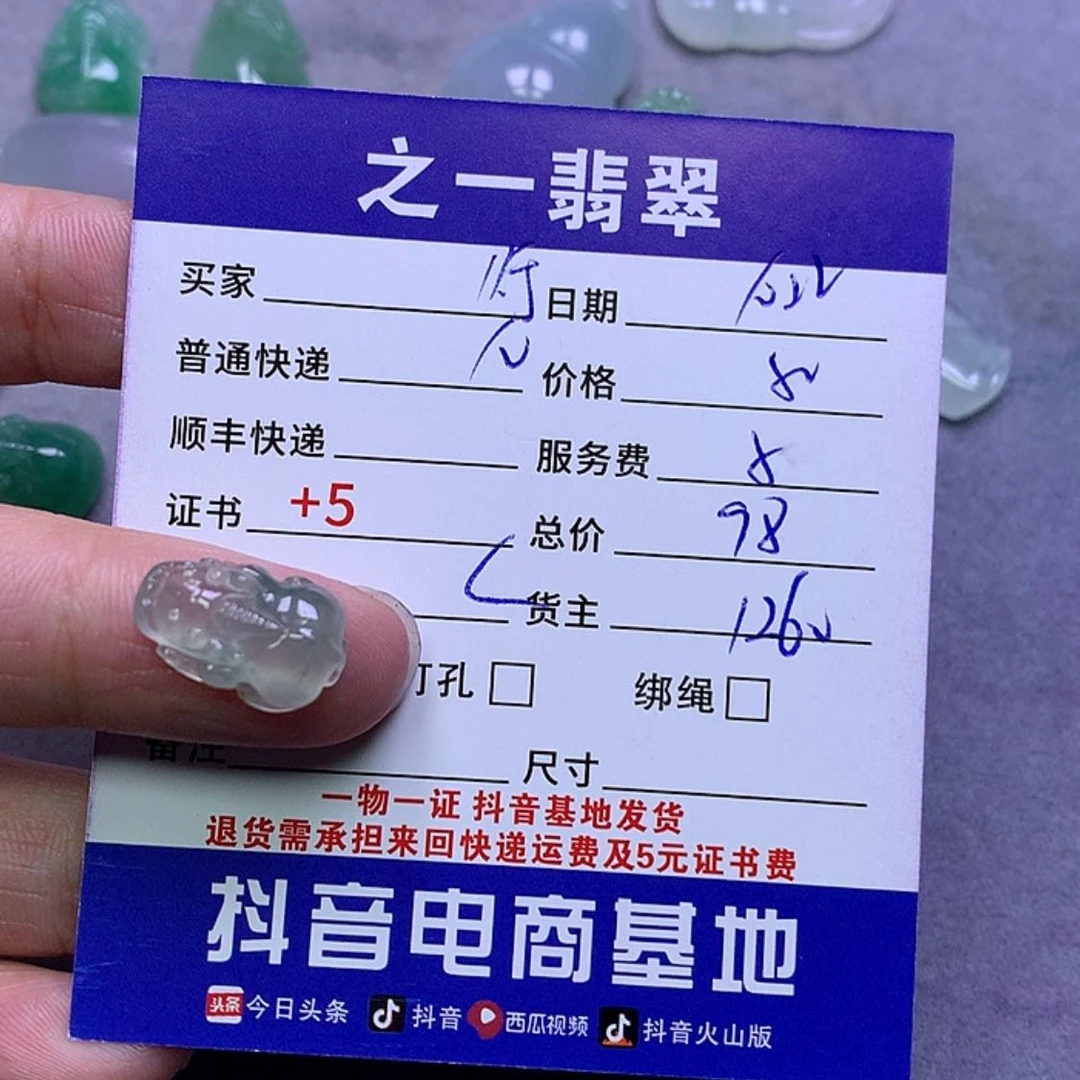 之一翡翠
买家 日期
普通快递 价格
顺丰快递 服务费
证书 +5 总价 98
货主
打孔 绑绳
备注 尺寸
一物一证 抖音基地发货
退货需承担来回快递运费及5元证书费
抖音电商基地
头条 今日头条 抖音 西瓜视频 抖音火山版